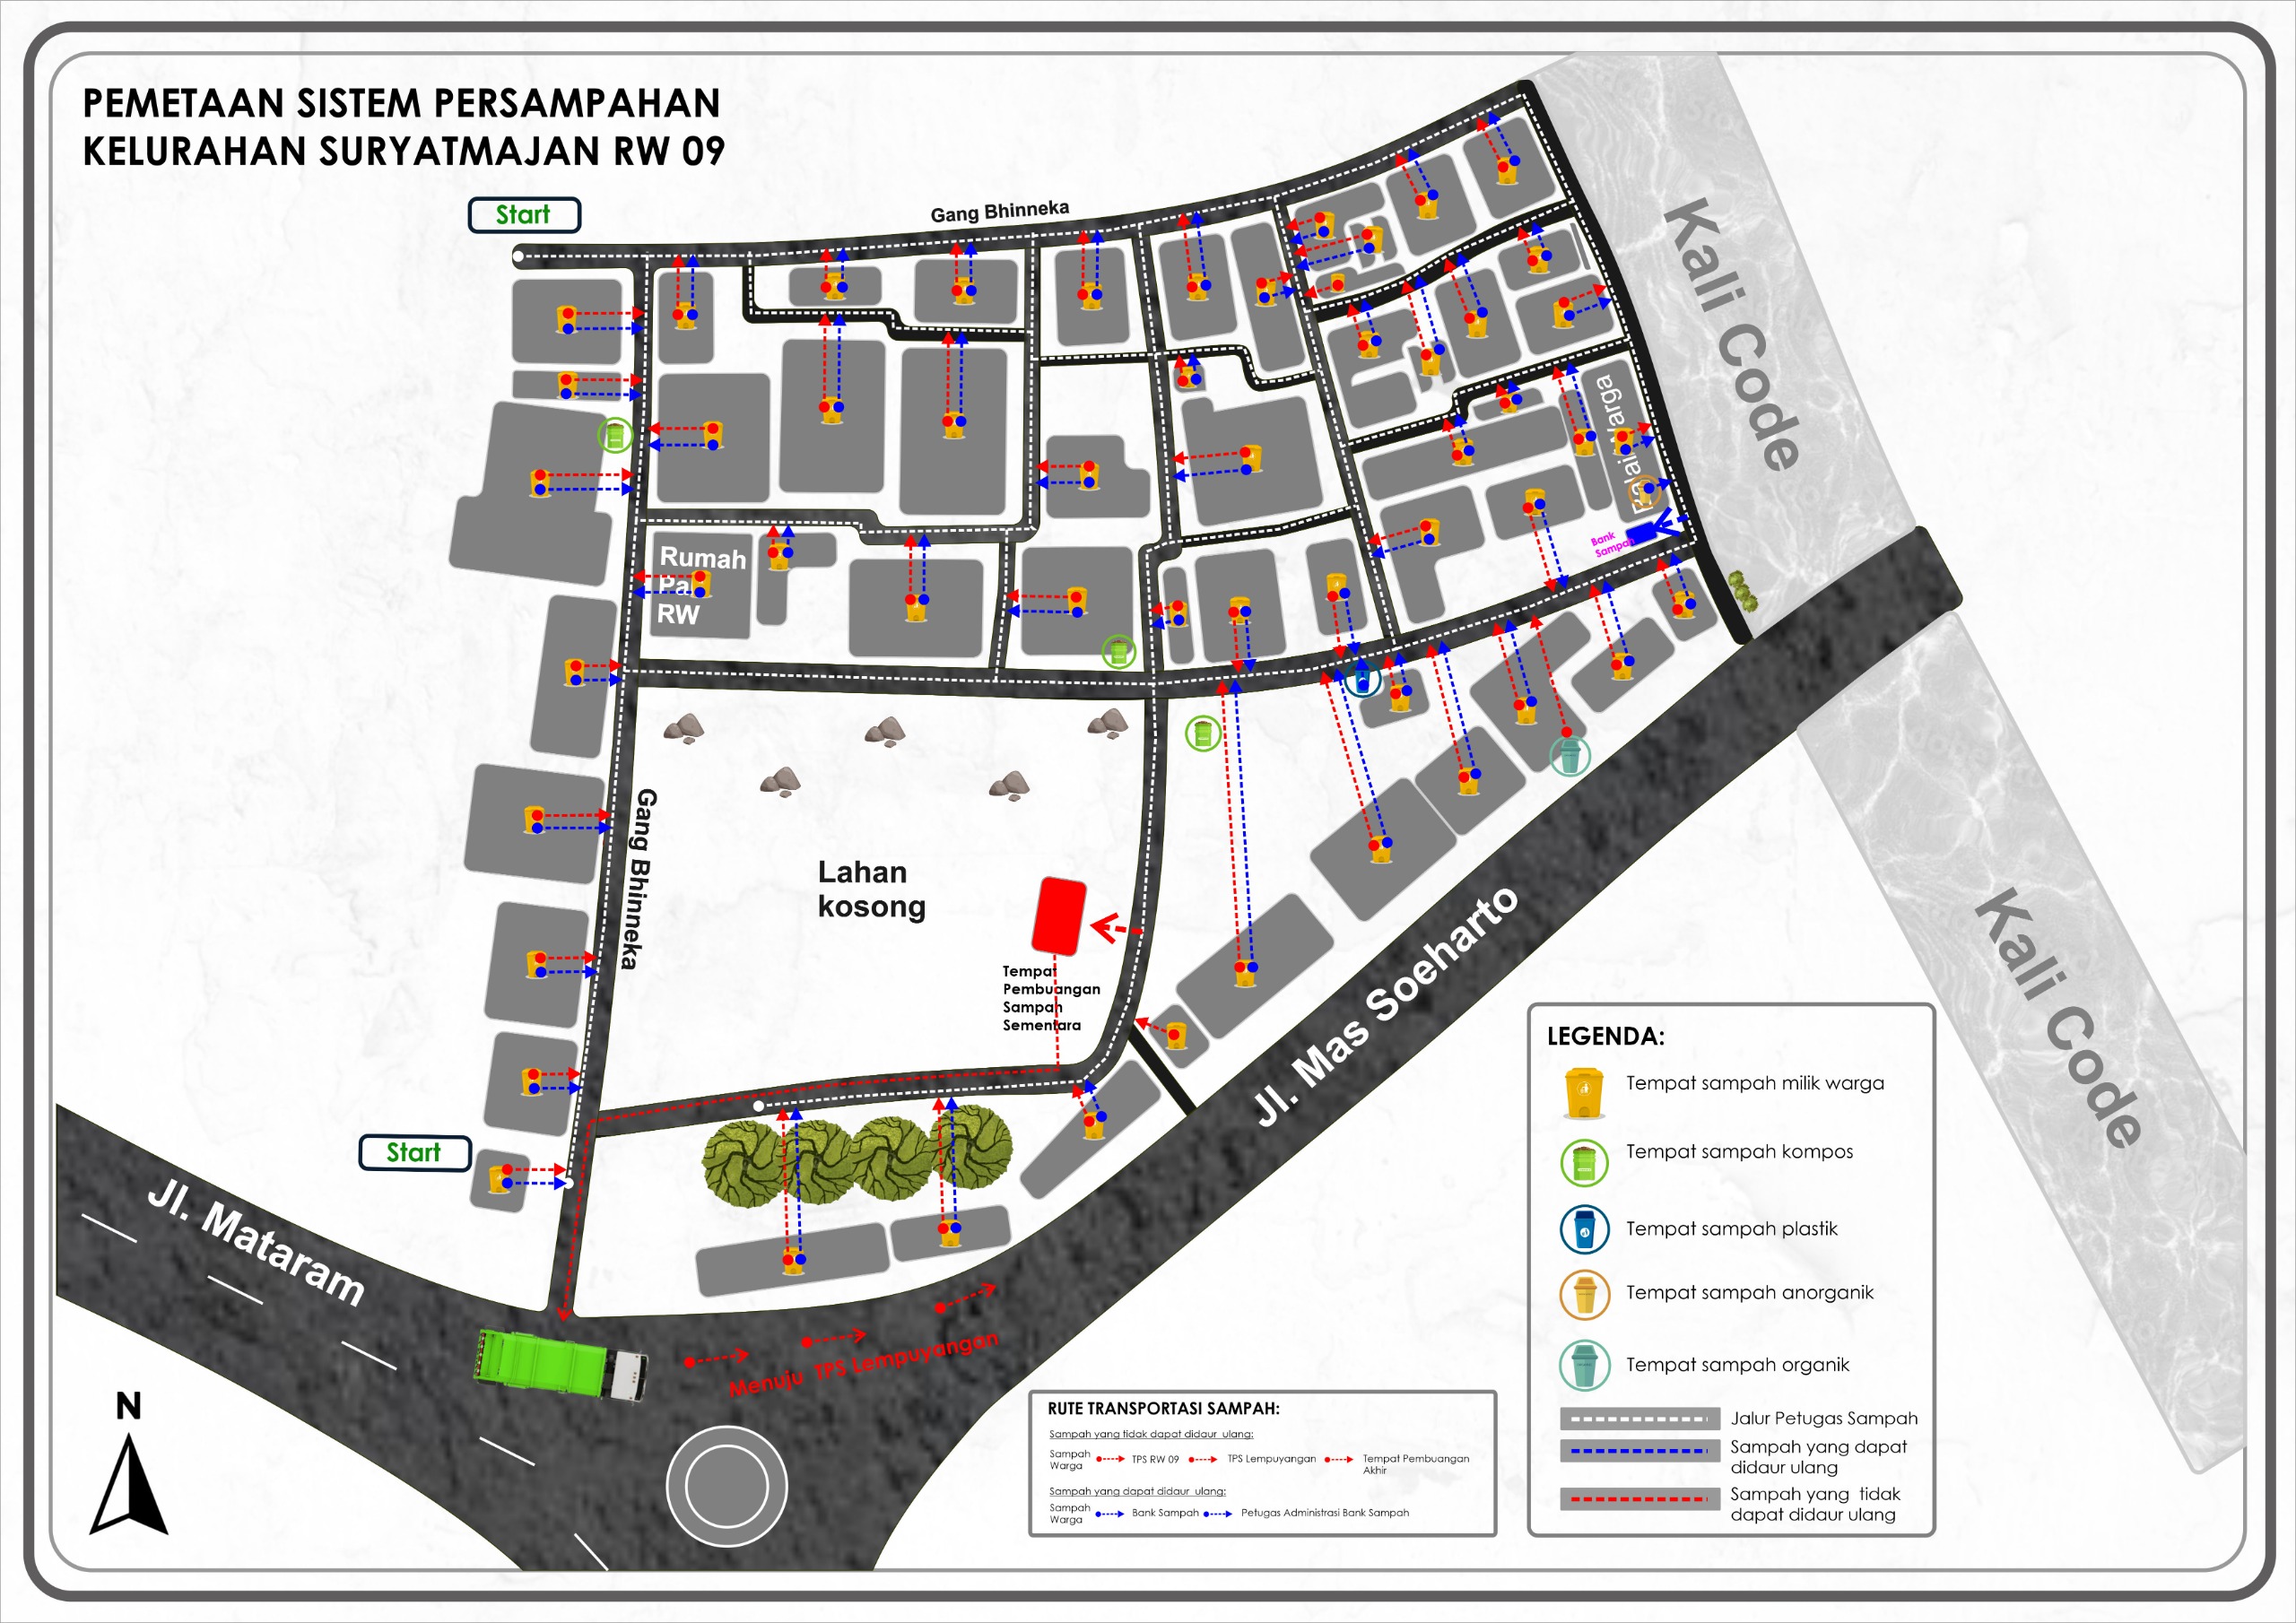 PEMETAAN SISTEM PERSAMPAHAN
KELURAHAN SURYATMAJAN RW 09
Start
Gang Bhinneka
Kali Code
Bank
Sampah
Rumah
Pak
RW
Gang Bhinneka
Lahan
kosong
Tempat
Pembuangan
Sampah
Sementara
Jl. Mas Soeharto
Kali Code
Start
Jl. Mataram
Menuju TPS Lempuyangan
N
RUTE TRANSPORTASI SAMPAH:
Sampah yang tidak dapat didaur ulang:
Sampah
Warga
TPS RW 09
TPS Lempuyangan
Tempat Pembuangan
Akhir
Sampah yang dapat didaur ulang:
Sampah
Warga
Bank Sampah
Petugas Administrasi Bank Sampah
LEGENDA:
Tempat sampah milik warga
Tempat sampah kompos
Tempat sampah plastik
Tempat sampah anorganik
Tempat sampah organik
Jalur Petugas Sampah
Sampah yang dapat
didaur ulang
Sampah yang tidak
dapat didaur ulang